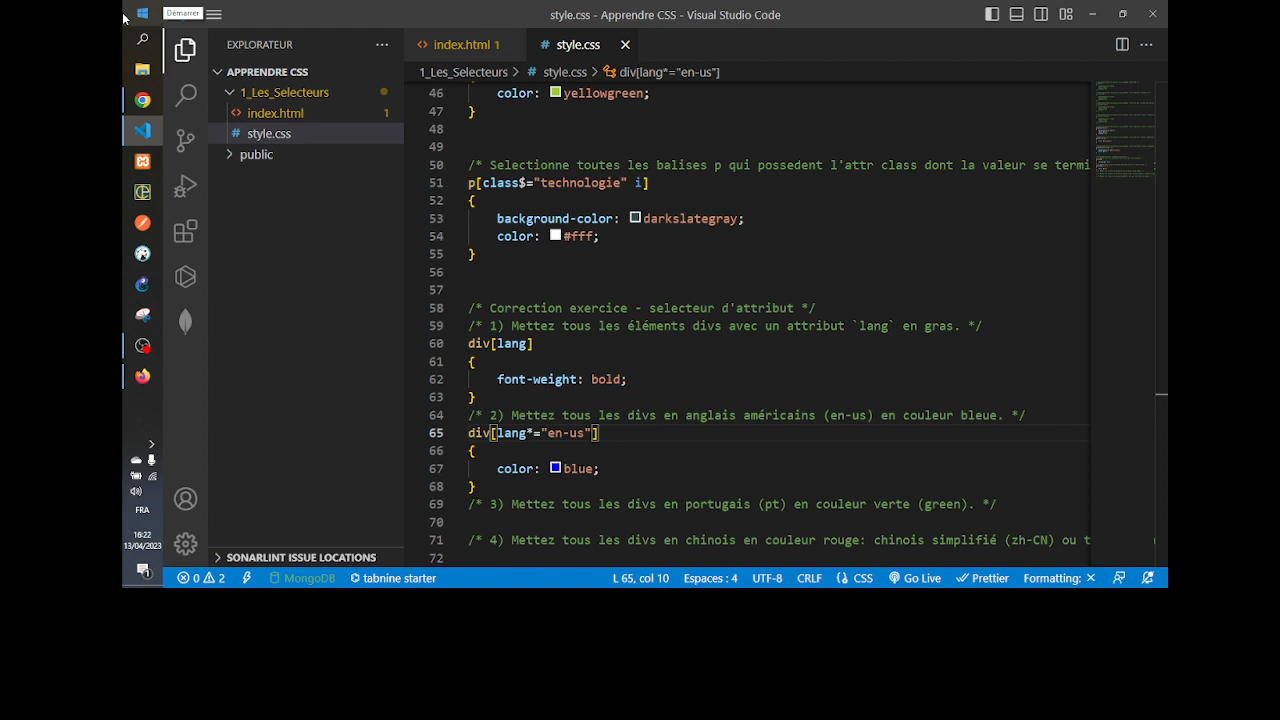 Démarrer
style.css - Apprendre CSS - Visual Studio Code
EXPLORATEUR
APPRENDRE CSS
1_Les_Selecteurs
<> index.html 1
# style.css
public
SONARLINT ISSUE LOCATIONS
<> index.html 1
# style.css
1_Les_Selecteurs > # style.css > div[lang*="en-us"]
46 color: yellowgreen;
47 }
48
49
50 /* Selectionne toutes les balises p qui possedent l'attr class dont la valeur se termi
51 p[class$="technologie" i]
52 {
53 background-color: darkslategray;
54 color: #fff;
55 }
56
57
58 /* Correction exercice - selecteur d'attribut */
59 /* 1) Mettez tous les éléments divs avec un attribut `lang` en gras. */
60 div[lang]
61 {
62 font-weight: bold;
63 }
64 /* 2) Mettez tous les divs en anglais américains (en-us) en couleur bleue. */
65 div[lang*="en-us"]
66 {
67 color: blue;
68 }
69 /* 3) Mettez tous les divs en portugais (pt) en couleur verte (green). */
70
71 /* 4) Mettez tous les divs en chinois en couleur rouge: chinois simplifié (zh-CN) ou t
72
FRA
16:22
13/04/2023
1
0 2
MongoDB
tabnine starter
L 65, col 10
Espaces : 4
UTF-8
CRLF
CSS
Go Live
Prettier
Formatting: ×